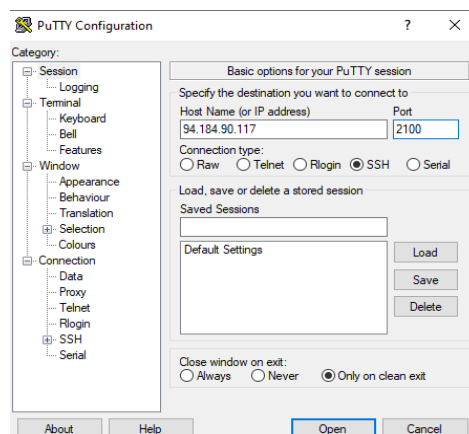 PuTTY Configuration
?
X
Category:
Session
Logging
Terminal
Keyboard
Bell
Features
Window
Appearance
Behaviour
Translation
Selection
Colours
Connection
Data
Proxy
Telnet
Rlogin
SSH
Serial
Basic options for your PuTTY session
Specify the destination you want to connect to
Host Name (or IP address) Port
94.184.90.117 2100
Connection type:
Raw Telnet Rlogin SSH Serial
Load, save or delete a stored session
Saved Sessions
Default Settings
Load
Save
Delete
Close window on exit:
Always Never Only on clean exit
About Help Open Cancel